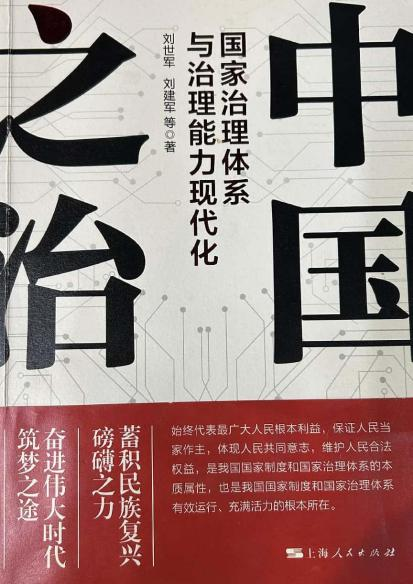 中国
之治
国家治理体系
与治理能力现代化
刘世军 刘建军 等◎著
蓄积民族复兴
磅礴之力
奋进伟大时代
筑梦之途
始终代表最广大人民根本利益，保证人民当
家作主，体现人民共同意志，维护人民合法
权益，是我国国家制度和国家治理体系的本
质属性，也是我国国家制度和国家治理体系
有效运行、充满活力的根本所在。
上海人民出版社